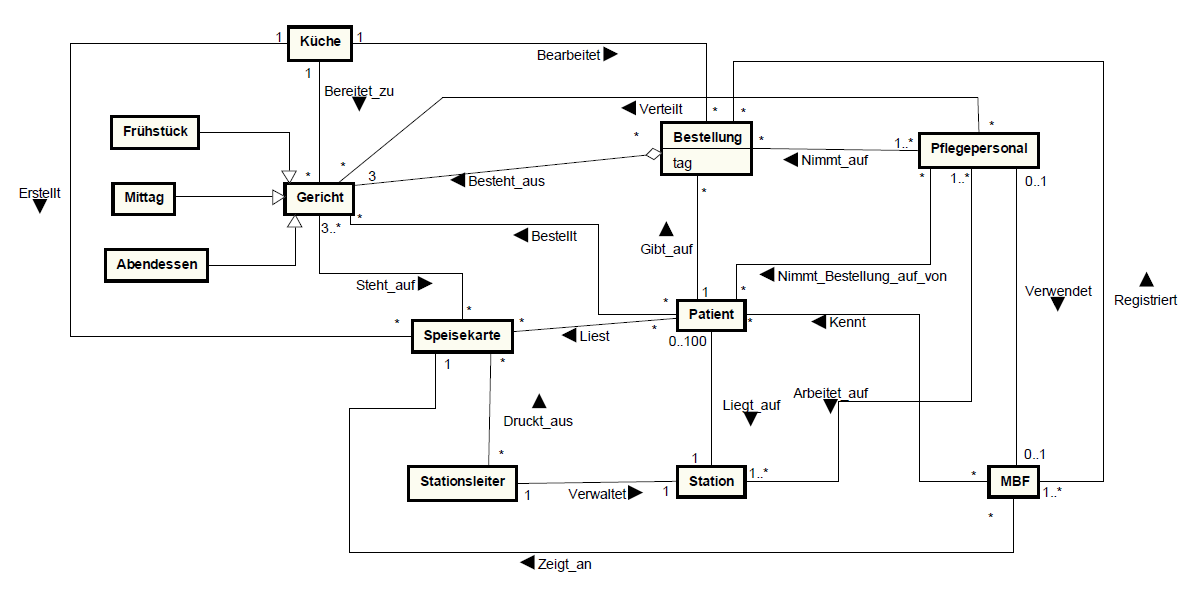 1 Küche 1
Bearbeitet
1
Bereitet_zu
Verteilt
* *
Frühstück
*
Bestellung
tag
*
1..*
*
Pflegepersonal
Nimmt_auf
*
*
3
Besteht_aus
*
1..*
0..1
Erstellt
Mittag
Gericht
*
3..*
*
Bestellt
Gibt_auf
Abendessen
Steht_auf
Nimmt_Bestellung_auf_von
1
*
Verwendet
Registriert
*
*
*
Patient
*
Kennt
Speisekarte
*
*
Liest
0..100
1
*
Druckt_aus
Liegt_auf
Arbeitet_auf
*
1
0..1
Stationsleiter
1
Verwaltet
1
Station
1..*
*
MBF
1..*
*
Zeigt_an